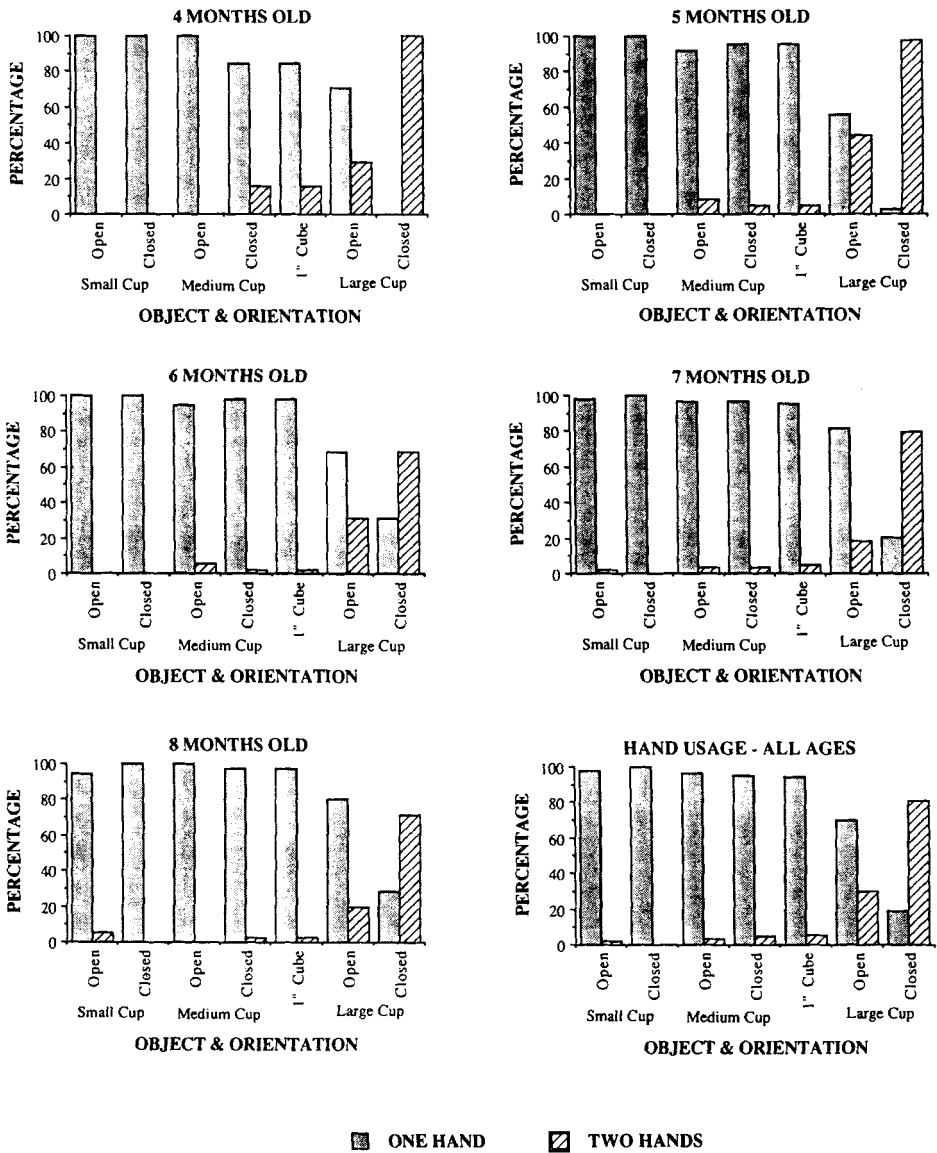 4 MONTHS OLD
PERCENTAGE
100
80
60
40
20
0
Open
Closed
Open
Closed
1" Cube
Open
Closed
Small Cup
Medium Cup
Large Cup
OBJECT & ORIENTATION
5 MONTHS OLD
PERCENTAGE
100
80
60
40
20
0
Open
Closed
Open
Closed
1" Cube
Open
Closed
Small Cup
Medium Cup
Large Cup
OBJECT & ORIENTATION
6 MONTHS OLD
PERCENTAGE
100
80
60
40
20
0
Open
Closed
Open
Closed
1" Cube
Open
Closed
Small Cup
Medium Cup
Large Cup
OBJECT & ORIENTATION
7 MONTHS OLD
PERCENTAGE
100
80
60
40
20
0
Open
Closed
Open
Closed
1" Cube
Open
Closed
Small Cup
Medium Cup
Large Cup
OBJECT & ORIENTATION
8 MONTHS OLD
PERCENTAGE
100
80
60
40
20
0
Open
Closed
Open
Closed
1" Cube
Open
Closed
Small Cup
Medium Cup
Large Cup
OBJECT & ORIENTATION
HAND USAGE - ALL AGES
PERCENTAGE
100
80
60
40
20
0
Open
Closed
Open
Closed
1" Cube
Open
Closed
Small Cup
Medium Cup
Large Cup
OBJECT & ORIENTATION
ONE HAND
TWO HANDS